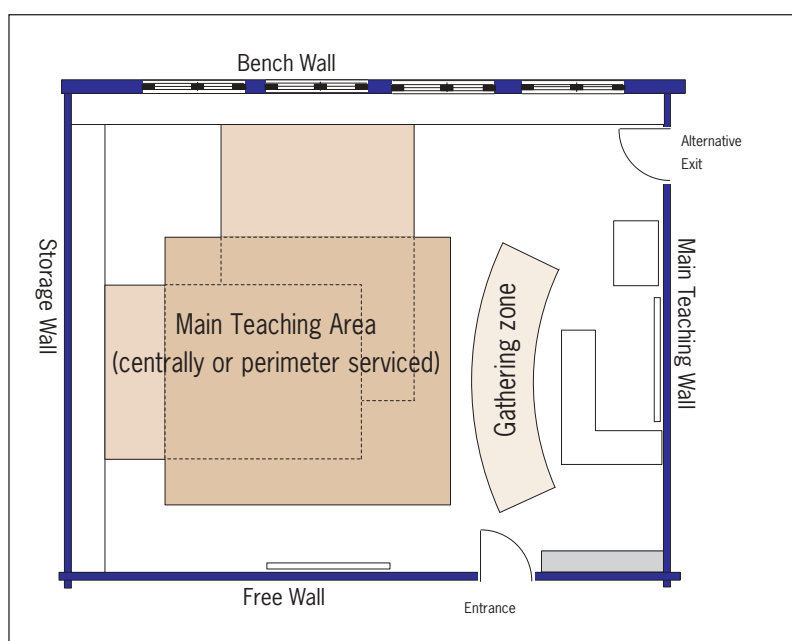 Bench Wall
Alternative
Exit
Storage Wall
Main Teaching Wall
Main Teaching Area
(centrally or perimeter serviced)
Gathering zone
Free Wall
Entrance